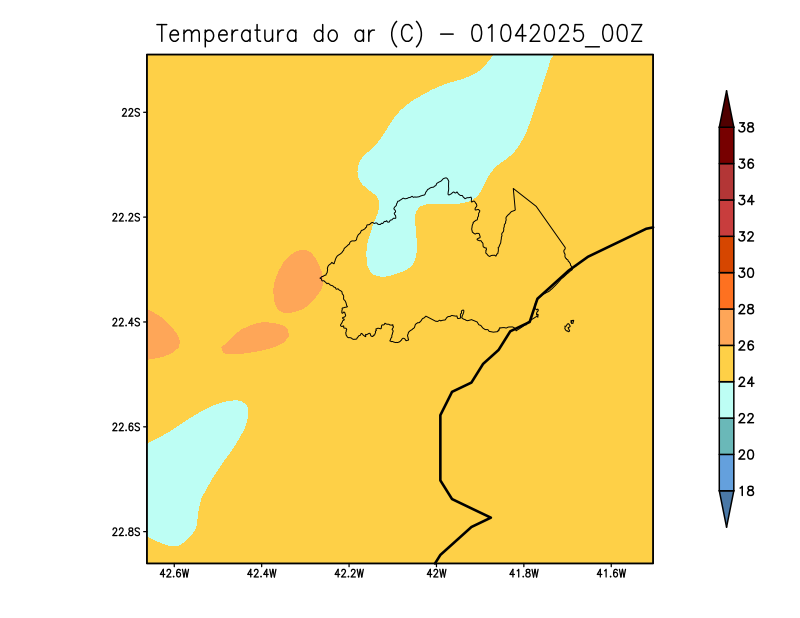 Temperatura do ar (C) - 01042025_00Z
22S
22.2S
22.4S
22.6S
22.8S
42.6W
42.4W
42.2W
42W
41.8W
41.6W
38
36
34
32
30
28
26
24
22
20
18